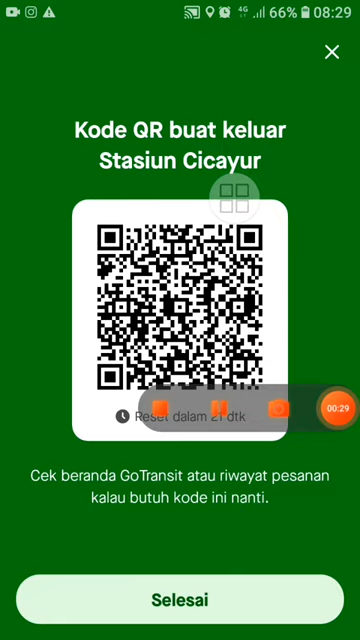 4G 66% 08:29
Kode QR buat keluar
Stasiun Cicayur
Reset dalam 21 dtk
00:29
Cek beranda GoTransit atau riwayat pesanan
kalau butuh kode ini nanti.
Selesai